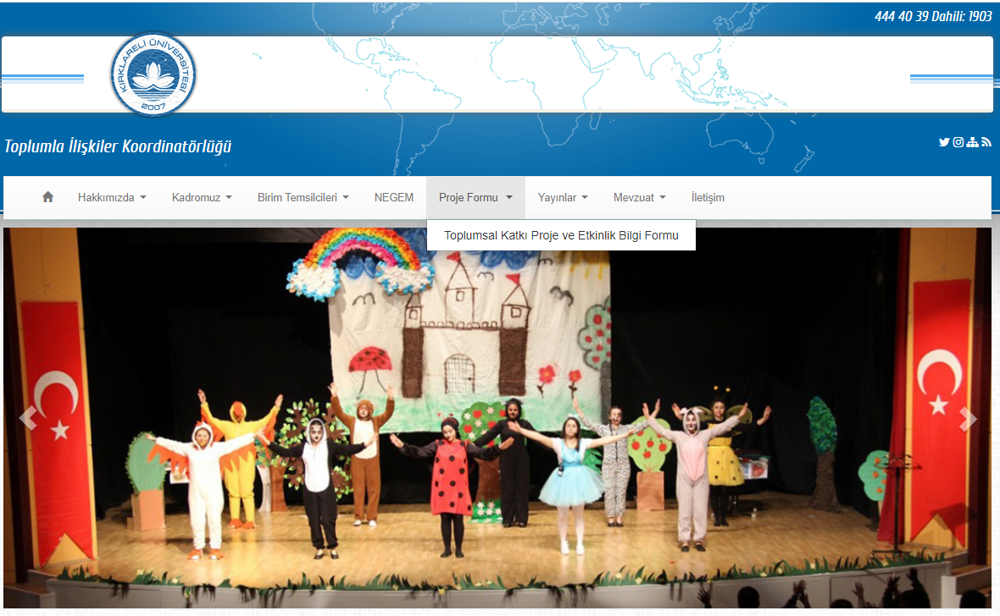 444 40 39 Dahili: 1903
KIRKLARELİ ÜNİVERSİTESİ
2007
Toplumla İlişkiler Koordinatörlüğü
Hakkımızda Kadromuz Birim Temsilcileri NEGEM Proje Formu Yayınlar Mevzuat İletişim
Toplumsal Katkı Proje ve Etkinlik Bilgi Formu